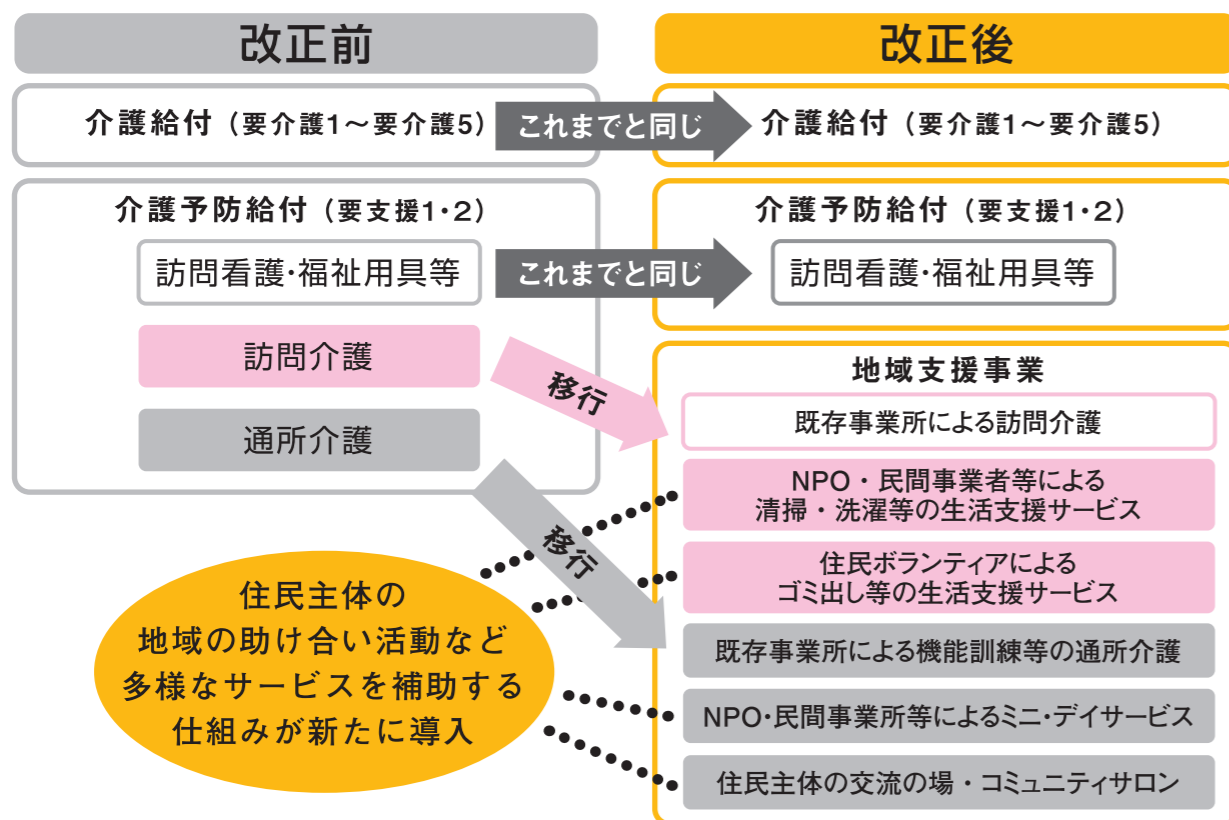 改正前
改正後
介護給付（要介護1～要介護5）
これまでと同じ
介護給付（要介護1～要介護5）
介護予防給付（要支援1・2）
訪問看護・福祉用具等
これまでと同じ
介護予防給付（要支援1・2）
訪問看護・福祉用具等
訪問介護
移行
通所介護
移行
地域支援事業
既存事業所による訪問介護
NPO・民間事業者等による
清掃・洗濯等の生活支援サービス
住民ボランティアによる
ゴミ出し等の生活支援サービス
既存事業所による機能訓練等の通所介護
NPO・民間事業所等によるミニ・デイサービス
住民主体の交流の場・コミュニティサロン
住民主体の
地域の助け合い活動など
多様なサービスを補助する
仕組みが新たに導入